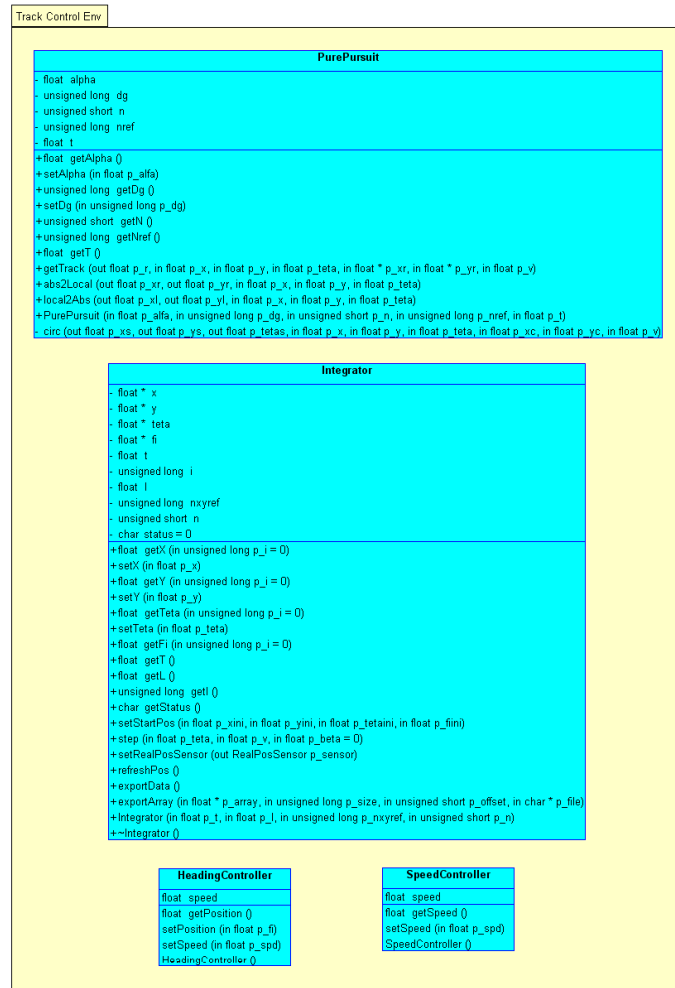 Track Control Env
PurePursuit
- float alpha
- unsigned long dg
- unsigned short n
- unsigned long nref
- float t
+float getAlpha ()
+setAlpha (in float p_alfa)
+unsigned long getDg ()
+setDg (in unsigned long p_dg)
+unsigned short getN ()
+unsigned long getNref ()
+float getT ()
+getTrack (out float p_r, in float p_x, in float p_y, in float p_teta, in float * p_xr, in float * p_yr, in float p_v)
+abs2Local (out float p_xr, out float p_yr, in float p_x, in float p_y, in float p_teta)
+local2Abs (out float p_xl, out float p_yl, in float p_x, in float p_y, in float p_teta)
+PurePursuit (in float p_alfa, in unsigned long p_dg, in unsigned short p_n, in unsigned long p_nref, in float p_t)
- circ (out float p_xs, out float p_ys, out float p_tetas, in float p_x, in float p_y, in float p_teta, in float p_xc, in float p_yc, in float p_v)
Integrator
- float * x
- float * y
- float * teta
- float * fi
- float t
- unsigned long i
- float l
- unsigned long nxyref
- unsigned short n
- char status = 0
+float getX (in unsigned long p_i = 0)
+setX (in float p_x)
+float getY (in unsigned long p_i = 0)
+setY (in float p_y)
+float getTeta (in unsigned long p_i = 0)
+setTeta (in float p_teta)
+float getFi (in unsigned long p_i = 0)
+float getT ()
+float getL ()
+unsigned long getI ()
+char getStatus ()
+setStartPos (in float p_xini, in float p_yini, in float p_tetaini, in float p_fiini)
+step (in float p_teta, in float p_v, in float p_beta = 0)
+setRealPosSensor (out RealPosSensor p_sensor)
+refreshPos ()
+exportData ()
+exportArray (in float * p_array, in unsigned long p_size, in unsigned short p_offset, in char * p_file)
+Integrator (in float p_t, in float p_l, in unsigned long p_nxyref, in unsigned short p_n)
+~Integrator ()
HeadingController
float speed
float getPosition ()
setPosition (in float p_fi)
setSpeed (in float p_spd)
HeadingController ()
SpeedController
float speed
float getSpeed ()
setSpeed (in float p_spd)
SpeedController ()